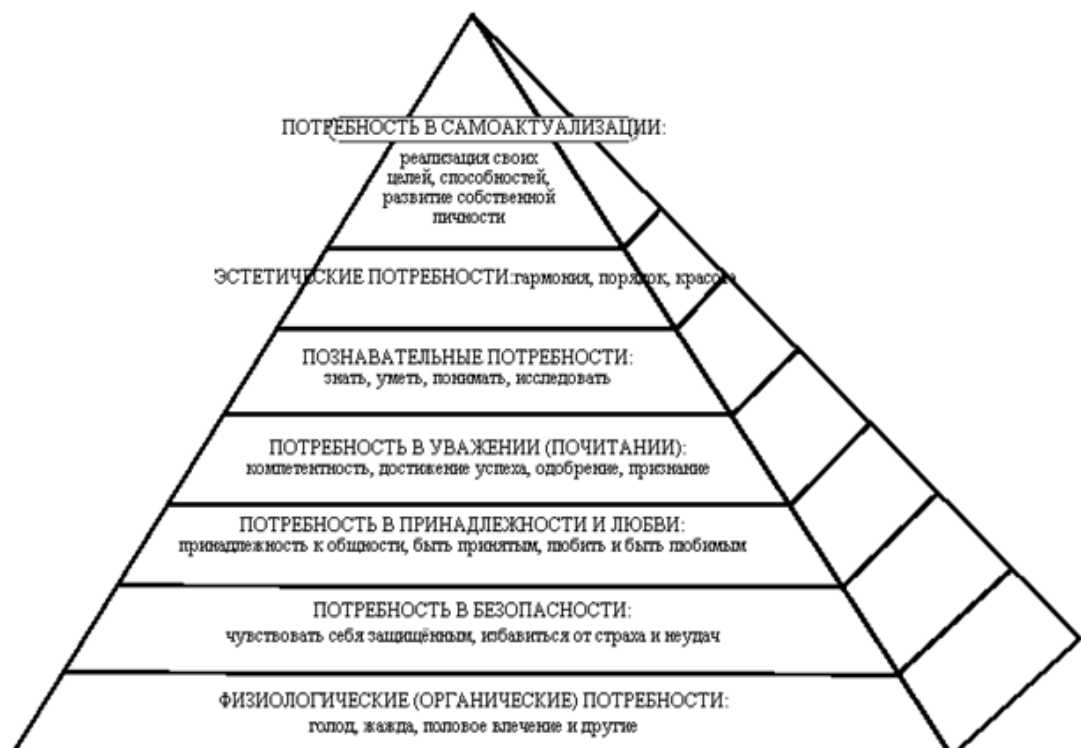 ПОТРЕБНОСТЬ В САМОАКТУАЛИЗАЦИИ:
реализация своих
целей, способностей,
развитие собственной
личности
ЭСТЕТИЧЕСКИЕ ПОТРЕБНОСТИ:гармония, порядок, красота
ПОЗНАВАТЕЛЬНЫЕ ПОТРЕБНОСТИ:
знать, уметь, понимать, исследовать
ПОТРЕБНОСТЬ В УВАЖЕНИИ (ПОЧИТАНИИ):
компетентность, достижение успеха, одобрение, признание
ПОТРЕБНОСТЬ В ПРИНАДЛЕЖНОСТИ И ЛЮБВИ:
принадлежность к общности, быть принятым, любить и быть любимым
ПОТРЕБНОСТЬ В БЕЗОПАСНОСТИ:
чувствовать себя защищённым, избавиться от страха и неудач
ФИЗИОЛОГИЧЕСКИЕ (ОРГАНИЧЕСКИЕ) ПОТРЕБНОСТИ:
голод, жажда, половое влечение и другие